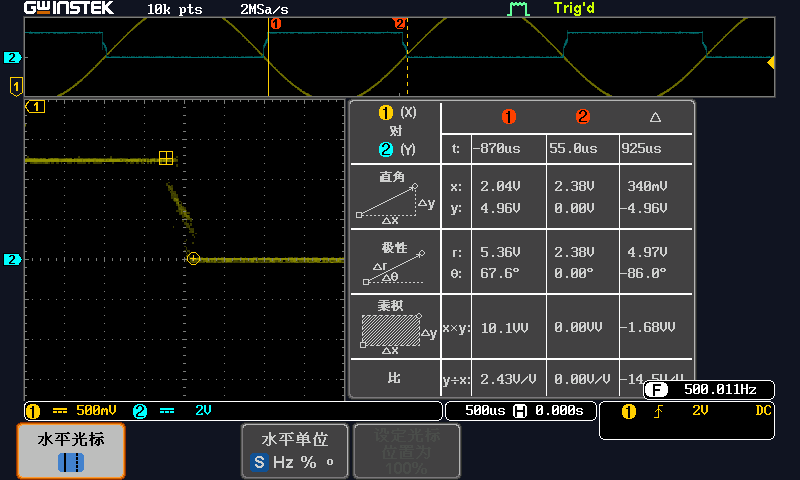 GWINSTEK 10k pts 2MSa/s Trig'd
1 2
2
1
1
2
1 (X) 1 2 △
对
2 (Y) t: -870us 55.0us 925us
直角 x: 2.04V 2.38V 340mV
△y y: 4.96V 0.00V -4.96V
△x
极性 r: 5.36V 2.38V 4.97V
△r
△θ θ: 67.6° 0.00° -86.0°
乘积
△y x×y: 10.1VV 0.00VV -1.68VV
△x
比 y÷x: 2.43V/V 0.00V/V -14.5V/V
F 500.011Hz
1 500mV 2 2V 500us H 0.000s 1 2V DC
水平光标 水平单位 设定光标
S Hz % ° 位置为
100%